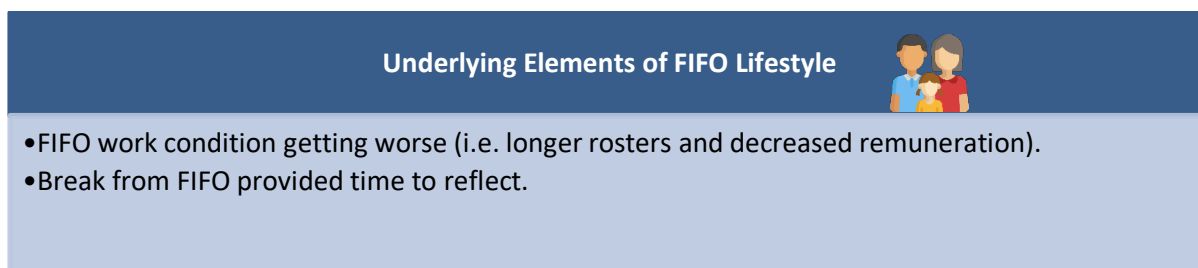 Underlying Elements of FIFO Lifestyle
•FIFO work condition getting worse (i.e. longer rosters and decreased remuneration).
•Break from FIFO provided time to reflect.